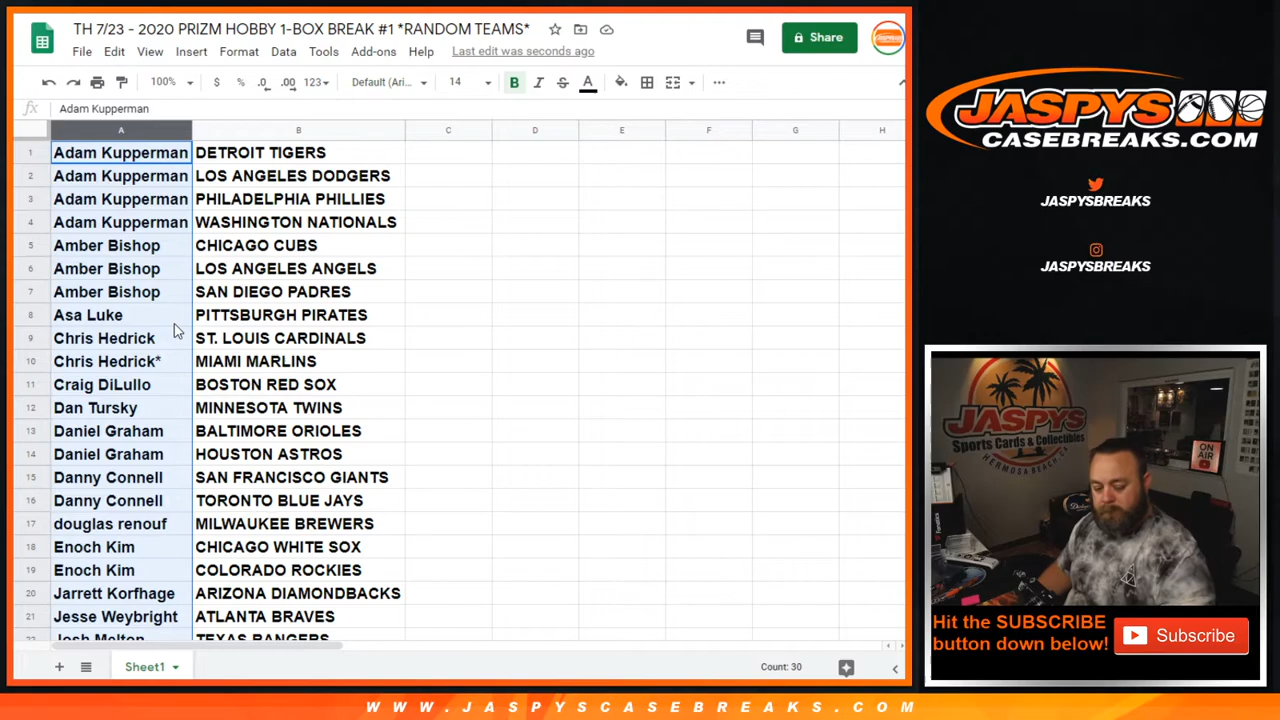 TH 7/23 - 2020 PRIZM HOBBY 1-BOX BREAK #1 *RANDOM TEAMS*
File Edit View Insert Format Data Tools Add-ons Help Last edit was seconds ago
Share
100% $ % .0 .00 123 Default (Ari... 14 B I S A
fx Adam Kupperman
A B C D E F G H
1 Adam Kupperman DETROIT TIGERS
2 Adam Kupperman LOS ANGELES DODGERS
3 Adam Kupperman PHILADELPHIA PHILLIES
4 Adam Kupperman WASHINGTON NATIONALS
5 Amber Bishop CHICAGO CUBS
6 Amber Bishop LOS ANGELES ANGELS
7 Amber Bishop SAN DIEGO PADRES
8 Asa Luke PITTSBURGH PIRATES
9 Chris Hedrick ST. LOUIS CARDINALS
10 Chris Hedrick* MIAMI MARLINS
11 Craig DiLullo BOSTON RED SOX
12 Dan Tursky MINNESOTA TWINS
13 Daniel Graham BALTIMORE ORIOLES
14 Daniel Graham HOUSTON ASTROS
15 Danny Connell SAN FRANCISCO GIANTS
16 Danny Connell TORONTO BLUE JAYS
17 douglas renouf MILWAUKEE BREWERS
18 Enoch Kim CHICAGO WHITE SOX
19 Enoch Kim COLORADO ROCKIES
20 Jarrett Korfhage ARIZONA DIAMONDBACKS
21 Jesse Weybright ATLANTA BRAVES
22 Josh Melton TEXAS RANGERS
Sheet1
Count: 30
JASPYS
CASEBREAKS.COM
JASPYSBREAKS
JASPYSBREAKS
JASPYS
Sports Cards & Collectibles
HERMOSA BEACH, CA
ON
AIR
Hit the SUBSCRIBE
button down below!
Subscribe
WWW.JASPYSCASEBREAKS.COM